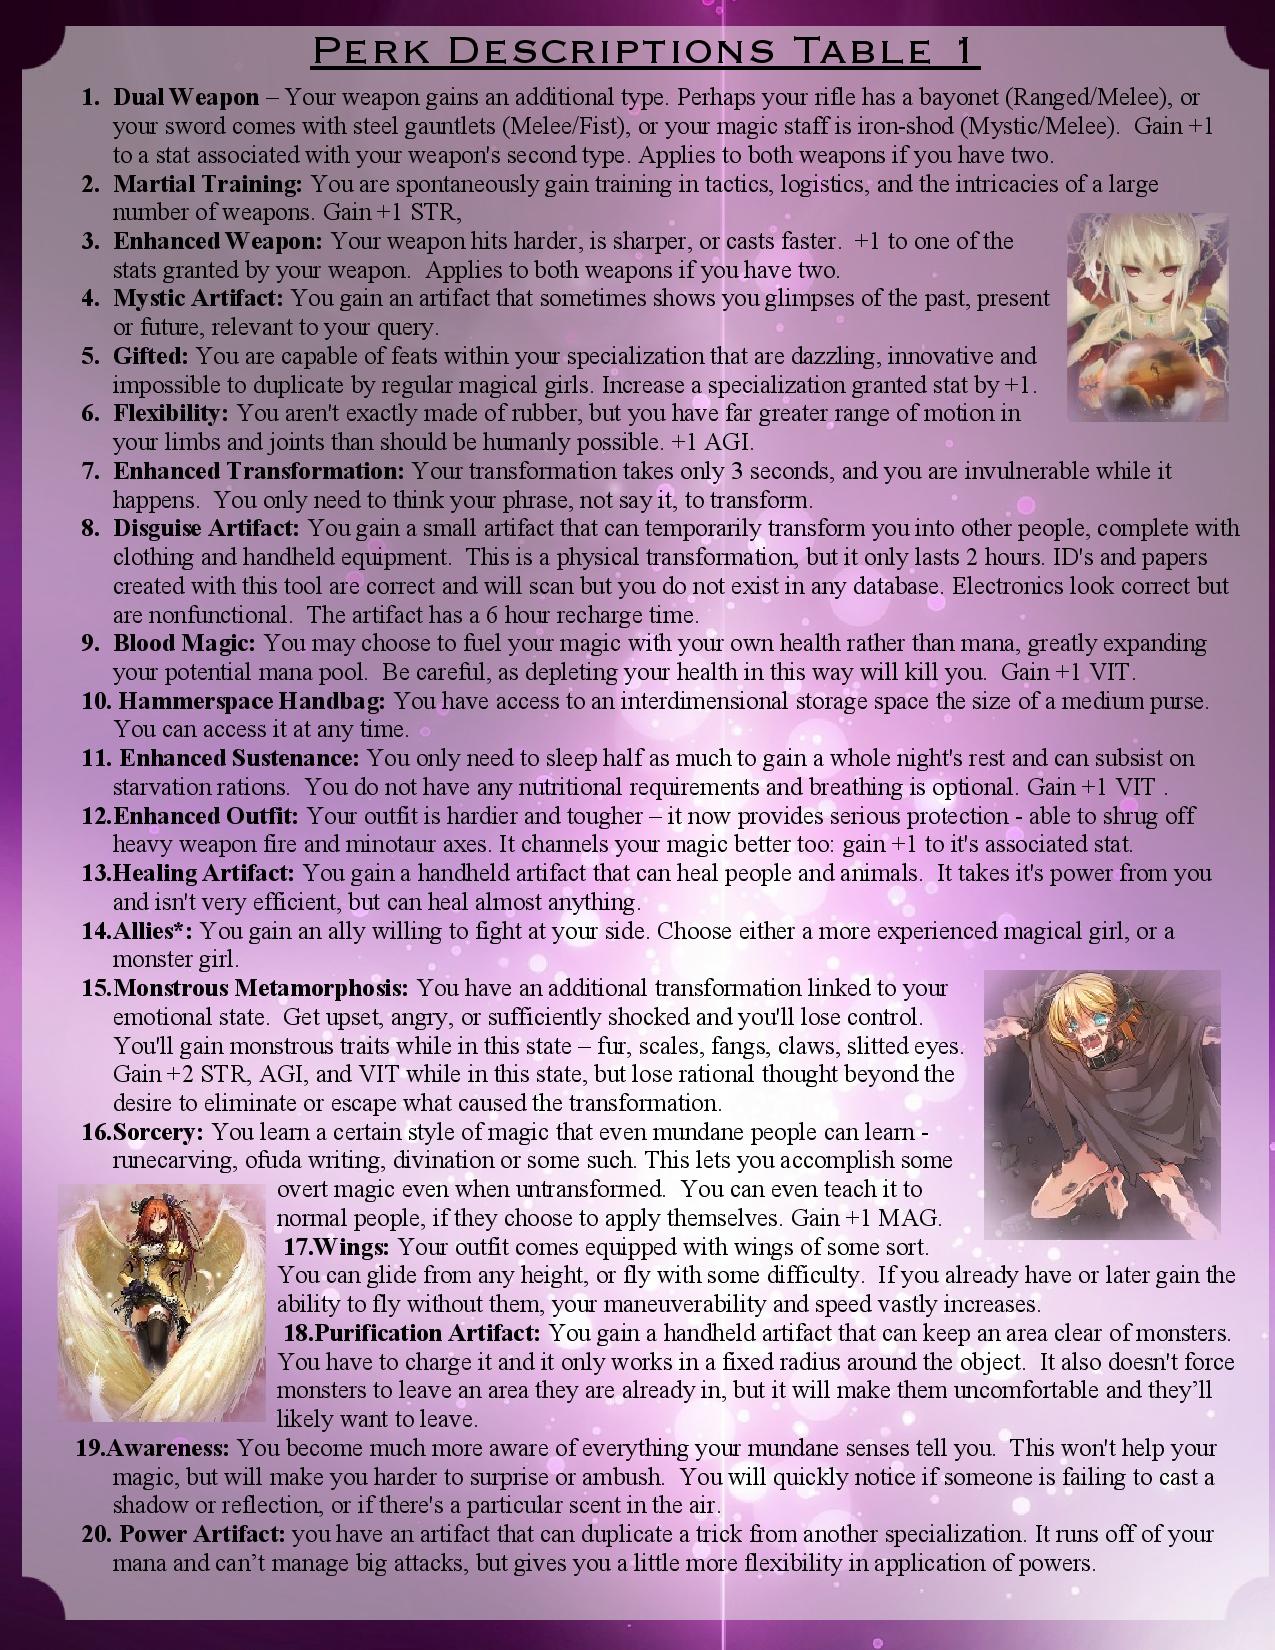 Perk Descriptions Table 1
1. Dual Weapon – Your weapon gains an additional type. Perhaps your rifle has a bayonet (Ranged/Melee), or
your sword comes with steel gauntlets (Melee/Fist), or your magic staff is iron-shod (Mystic/Melee). Gain +1
to a stat associated with your weapon's second type. Applies to both weapons if you have two.
2. Martial Training: You are spontaneously gain training in tactics, logistics, and the intricacies of a large
number of weapons. Gain +1 STR,
3. Enhanced Weapon: Your weapon hits harder, is sharper, or casts faster. +1 to one of the
stats granted by your weapon. Applies to both weapons if you have two.
4. Mystic Artifact: You gain an artifact that sometimes shows you glimpses of the past, present
or future, relevant to your query.
5. Gifted: You are capable of feats within your specialization that are dazzling, innovative and
impossible to duplicate by regular magical girls. Increase a specialization granted stat by +1.
6. Flexibility: You aren't exactly made of rubber, but you have far greater range of motion in
your limbs and joints than should be humanly possible. +1 AGI.
7. Enhanced Transformation: Your transformation takes only 3 seconds, and you are invulnerable while it
happens. You only need to think your phrase, not say it, to transform.
8. Disguise Artifact: You gain a small artifact that can temporarily transform you into other people, complete with
clothing and handheld equipment. This is a physical transformation, but it only lasts 2 hours. ID's and papers
created with this tool are correct and will scan but you do not exist in any database. Electronics look correct but
are nonfunctional. The artifact has a 6 hour recharge time.
9. Blood Magic: You may choose to fuel your magic with your own health rather than mana, greatly expanding
your potential mana pool. Be careful, as depleting your health in this way will kill you. Gain +1 VIT.
10. Hammerspace Handbag: You have access to an interdimensional storage space the size of a medium purse.
You can access it at any time.
11. Enhanced Sustenance: You only need to sleep half as much to gain a whole night's rest and can subsist on
starvation rations. You do not have any nutritional requirements and breathing is optional. Gain +1 VIT .
12.Enhanced Outfit: Your outfit is hardier and tougher – it now provides serious protection - able to shrug off
heavy weapon fire and minotaur axes. It channels your magic better too: gain +1 to it's associated stat.
13.Healing Artifact: You gain a handheld artifact that can heal people and animals. It takes it's power from you
and isn't very efficient, but can heal almost anything.
14.Allies*: You gain an ally willing to fight at your side. Choose either a more experienced magical girl, or a
monster girl.
15.Monstrous Metamorphosis: You have an additional transformation linked to your
emotional state. Get upset, angry, or sufficiently shocked and you'll lose control.
You'll gain monstrous traits while in this state – fur, scales, fangs, claws, slitted eyes.
Gain +2 STR, AGI, and VIT while in this state, but lose rational thought beyond the
desire to eliminate or escape what caused the transformation.
16.Sorcery: You learn a certain style of magic that even mundane people can learn -
runecarving, ofuda writing, divination or some such. This lets you accomplish some
overt magic even when untransformed. You can even teach it to
normal people, if they choose to apply themselves. Gain +1 MAG.
17.Wings: Your outfit comes equipped with wings of some sort.
You can glide from any height, or fly with some difficulty. If you already have or later gain the
ability to fly without them, your maneuverability and speed vastly increases.
18.Purification Artifact: You gain a handheld artifact that can keep an area clear of monsters.
You have to charge it and it only works in a fixed radius around the object. It also doesn't force
monsters to leave an area they are already in, but it will make them uncomfortable and they’ll
likely want to leave.
19.Awareness: You become much more aware of everything your mundane senses tell you. This won't help your
magic, but will make you harder to surprise or ambush. You will quickly notice if someone is failing to cast a
shadow or reflection, or if there's a particular scent in the air.
20. Power Artifact: you have an artifact that can duplicate a trick from another specialization. It runs off of your
mana and can’t manage big attacks, but gives you a little more flexibility in application of powers.